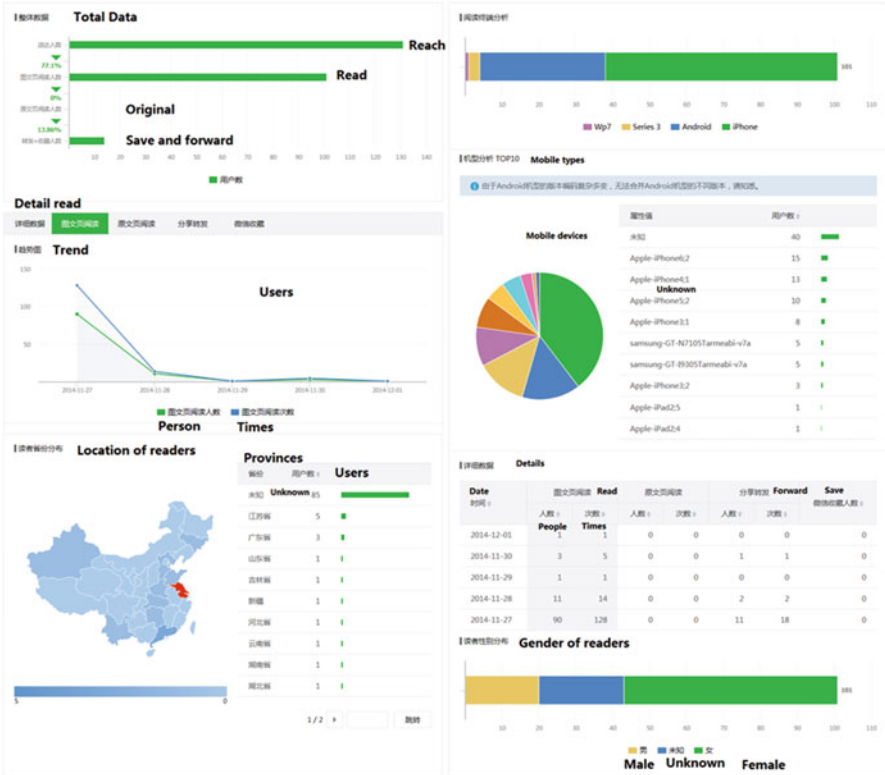 整体数据 Total Data
送达人数 Reach
77.1%
图文页阅读人数 Read
0%
原文页阅读人数 Original
13.86%
转发+收藏人数 Save and forward
10 20 30 40 50 60 70 80 90 100 110 120 130 140
用户数
Detail read
详细数据 图文页阅读 原文页阅读 分享转发 微信收藏
趋势图 Trend
150
Users
100
50
2014-11-27 2014-11-28 2014-11-29 2014-11-30 2014-12-01
图文页阅读人数 图文页阅读次数
Person Times
读者省份分布 Location of readers
Provinces
省份 用户数 Users
未知 Unknown 85
江苏省 5
广东省 3
山东省 1
吉林省 1
新疆 1
河北省 1
云南省 1
湖南省 1
湖北省 1
5 0
1 / 2 跳转
阅读终端分析
101
10 20 30 40 50 60 70 80 90 100 110
Wp7 Series 3 Android iPhone
机型分析 TOP10 Mobile types
由于Android机型的版本编码复杂多变，无法合并Android机型的不同版本，请知悉。
Mobile devices
属性值 用户数
未知 40
Apple-iPhone6;2 15
Apple-iPhone4;1 13
Unknown
Apple-iPhone5;2 10
Apple-iPhone3;1 8
samsung-GT-N7105Tarmeabi-v7a 5
samsung-GT-I9305Tarmeabi-v7a 5
Apple-iPhone3;2 3
Apple-iPad2;5 1
Apple-iPad2;4 1
详细数据 Details
Date 图文页阅读 Read 原文页阅读 分享转发 Forward Save
时间 微信收藏人数
人数 次数 人数 次数 人数 次数
People Times
2014-12-01 1 1 0 0 0 0 0
2014-11-30 3 5 0 0 1 1 0
2014-11-29 1 1 0 0 0 0 0
2014-11-28 11 14 0 0 2 2 0
2014-11-27 90 128 0 0 11 18 0
读者性别分布 Gender of readers
101
10 20 30 40 50 60 70 80 90 100 110
男 未知 女
Male Unknown Female